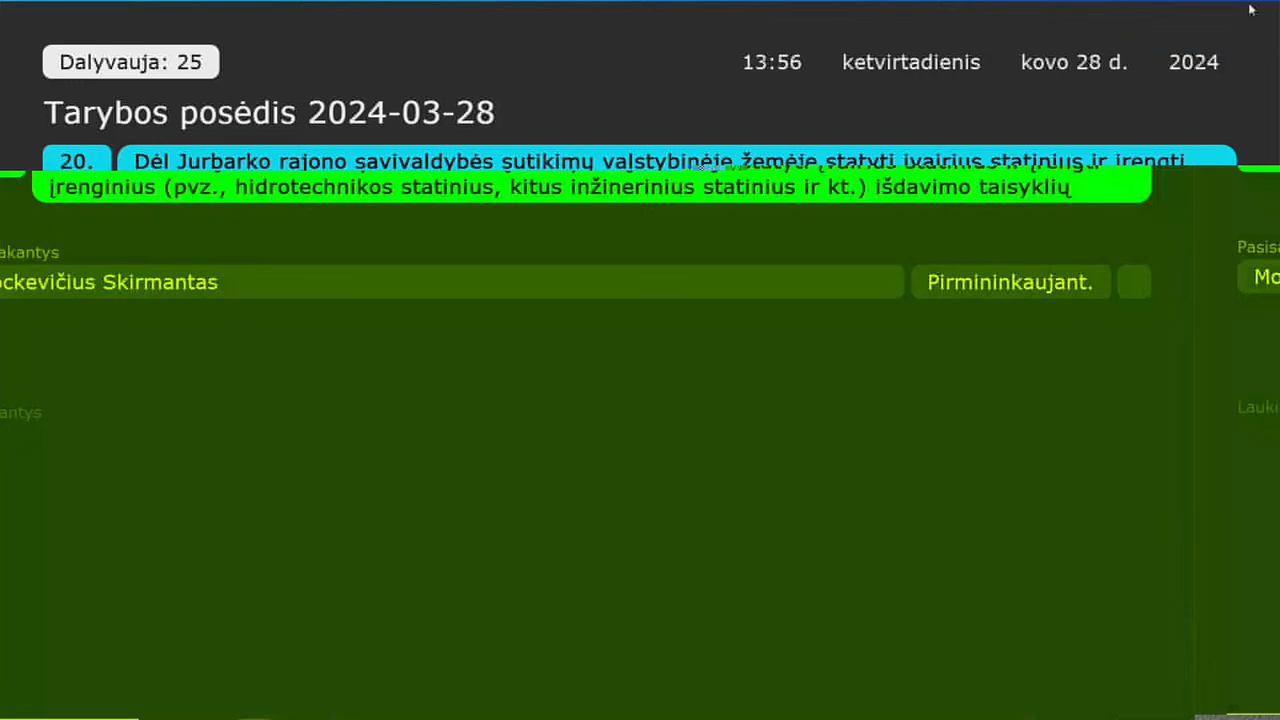 Dalyvauja: 25 13:56 ketvirtadienis kovo 28 d. 2024
Tarybos posėdis 2024-03-28
20. Dėl Jurbarko rajono savivaldybės sutikimų valstybinėje žemėje statyti įvairius statinius ir įrengti
įrenginius (pvz., hidrotechnikos statinius, kitus inžinerinius statinius ir kt.) išdavimo taisyklių
akantys Pasisa
ockevičius Skirmantas Pirmininkaujant. Mo
antys Lauki